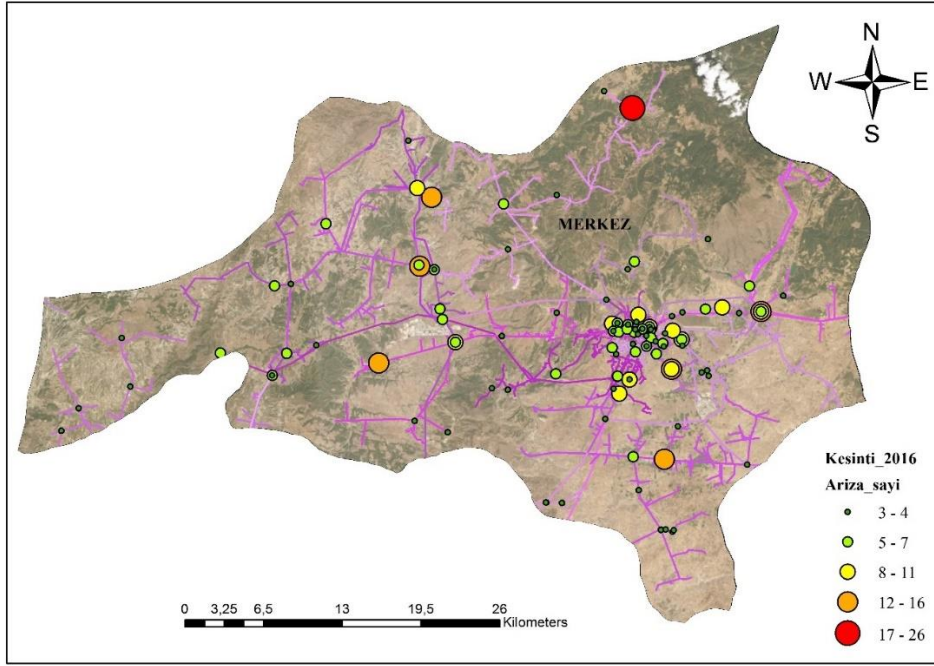 N
W E
S
MERKEZ
Kesinti_2016
Ariza_sayi
3 - 4
5 - 7
8 - 11
12 - 16
17 - 26
0 3,25 6,5 13 19,5 26
Kilometers